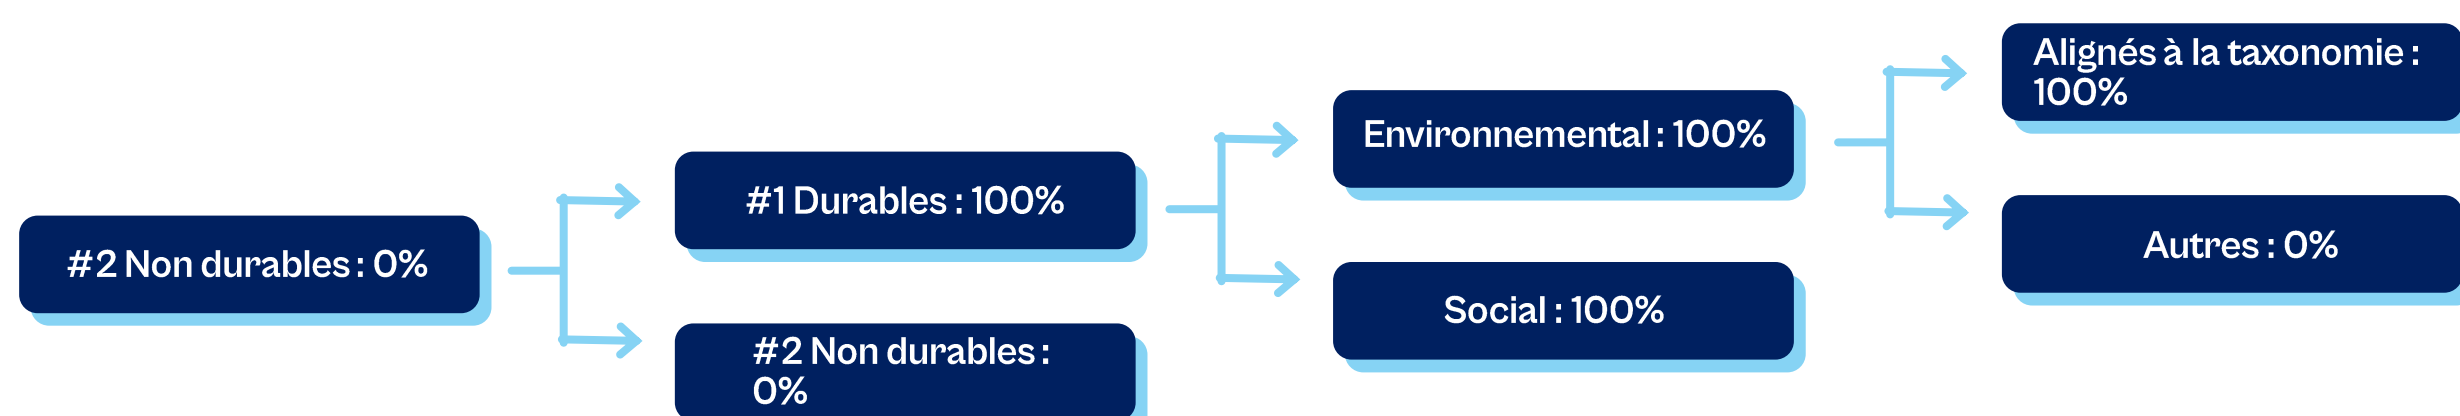 #2 Non durables : 0%
#1 Durables : 100%
#2 Non durables :
0%
Environnemental : 100%
Social : 100%
Alignés à la taxonomie :
100%
Autres : 0%